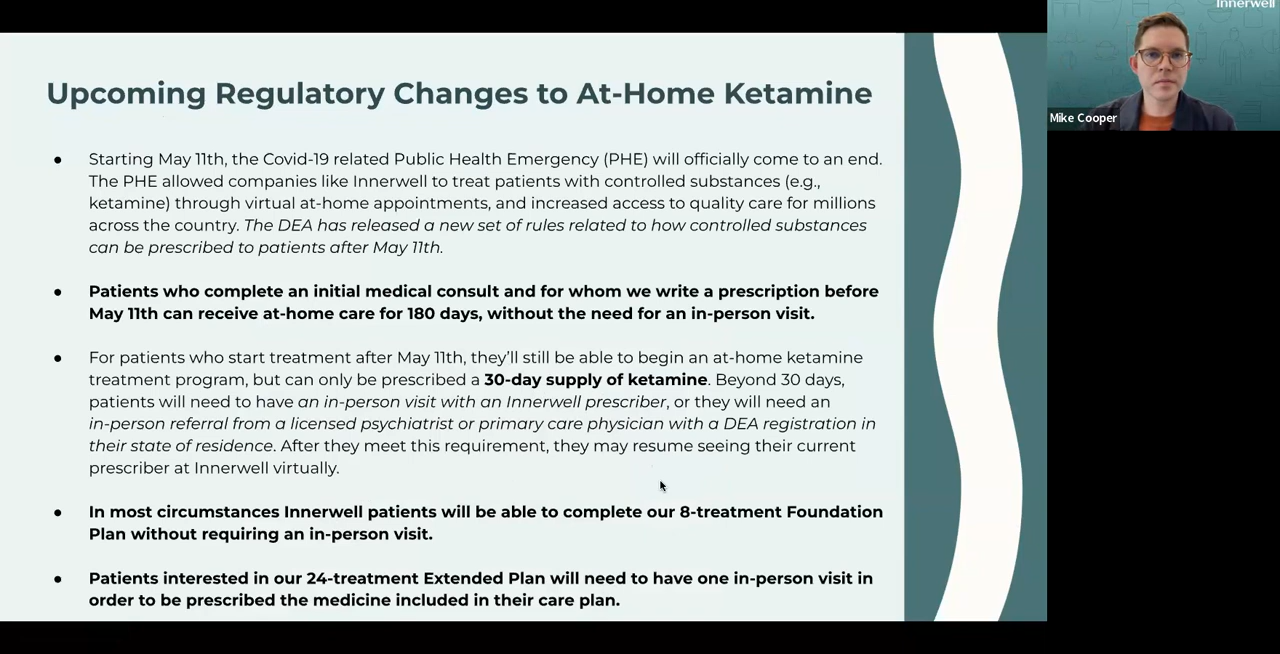 Innerwell
Upcoming Regulatory Changes to At-Home Ketamine
Mike Cooper
● Starting May 11th, the Covid-19 related Public Health Emergency (PHE) will officially come to an end.
The PHE allowed companies like Innerwell to treat patients with controlled substances (e.g.,
ketamine) through virtual at-home appointments, and increased access to quality care for millions
across the country. The DEA has released a new set of rules related to how controlled substances
can be prescribed to patients after May 11th.
● Patients who complete an initial medical consult and for whom we write a prescription before
May 11th can receive at-home care for 180 days, without the need for an in-person visit.
● For patients who start treatment after May 11th, they’ll still be able to begin an at-home ketamine
treatment program, but can only be prescribed a 30-day supply of ketamine. Beyond 30 days,
patients will need to have an in-person visit with an Innerwell prescriber, or they will need an
in-person referral from a licensed psychiatrist or primary care physician with a DEA registration in
their state of residence. After they meet this requirement, they may resume seeing their current
prescriber at Innerwell virtually.
● In most circumstances Innerwell patients will be able to complete our 8-treatment Foundation
Plan without requiring an in-person visit.
● Patients interested in our 24-treatment Extended Plan will need to have one in-person visit in
order to be prescribed the medicine included in their care plan.